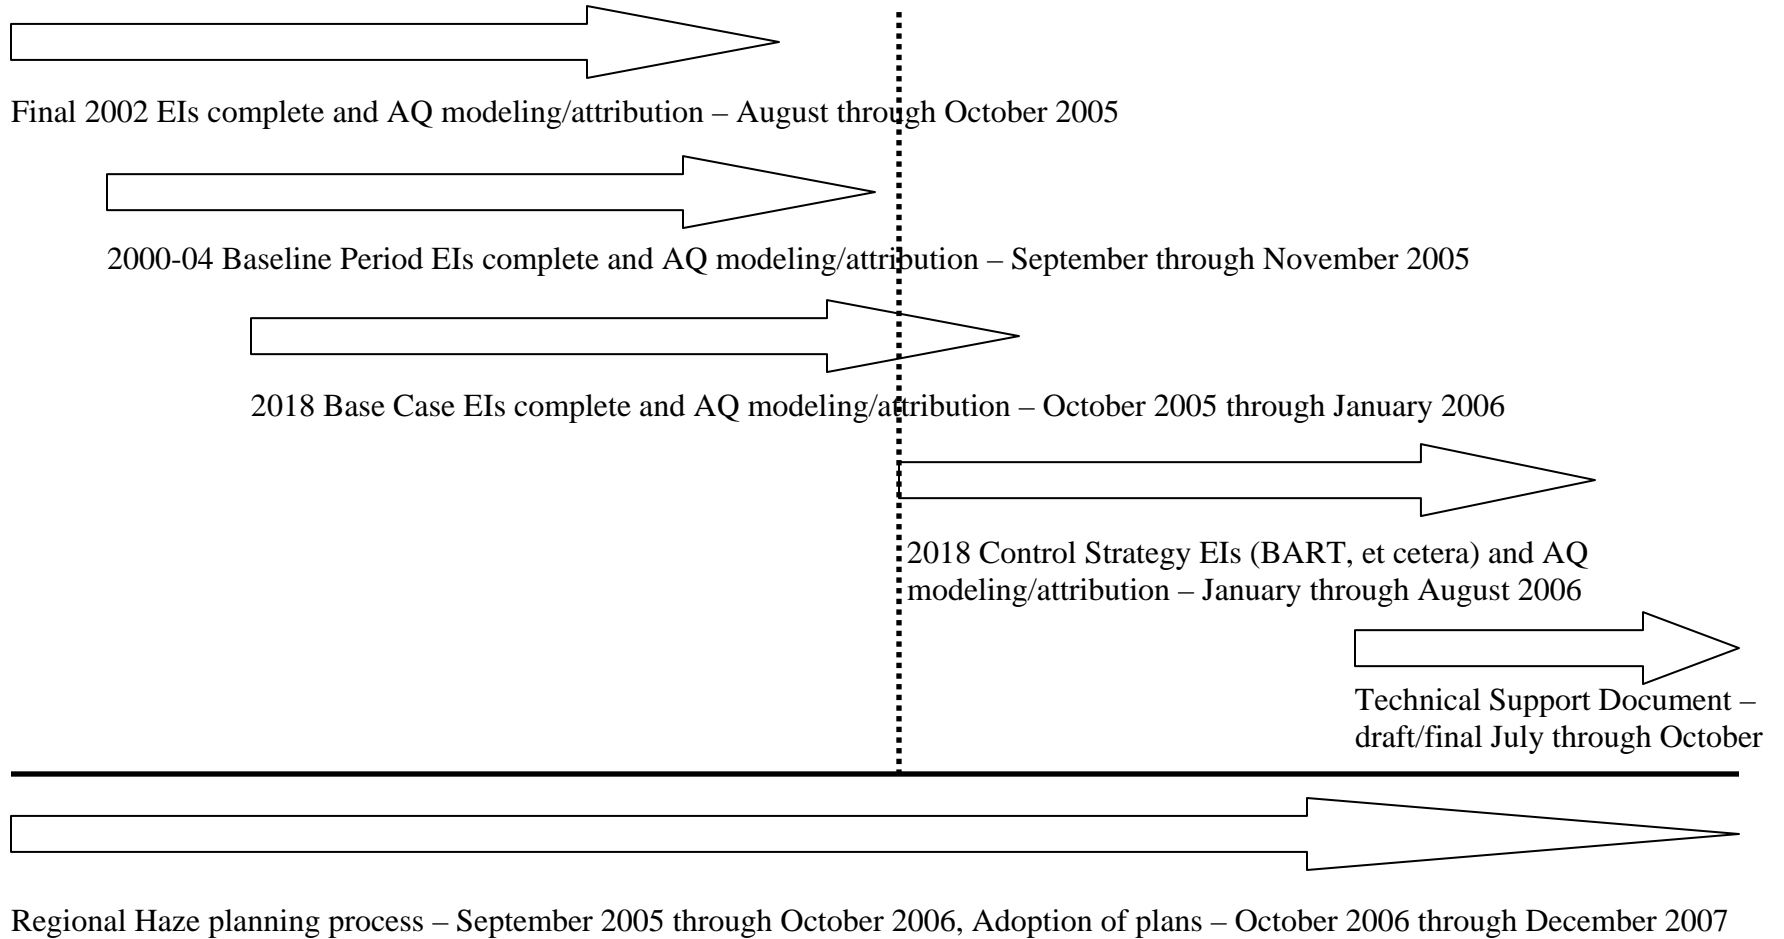 Final 2002 EIs complete and AQ modeling/attribution – August through October 2005
2000-04 Baseline Period EIs complete and AQ modeling/attribution – September through November 2005
2018 Base Case EIs complete and AQ modeling/attribution – October 2005 through January 2006
2018 Control Strategy EIs (BART, et cetera) and AQ
modeling/attribution – January through August 2006
Technical Support Document –
draft/final July through October
Regional Haze planning process – September 2005 through October 2006, Adoption of plans – October 2006 through December 2007